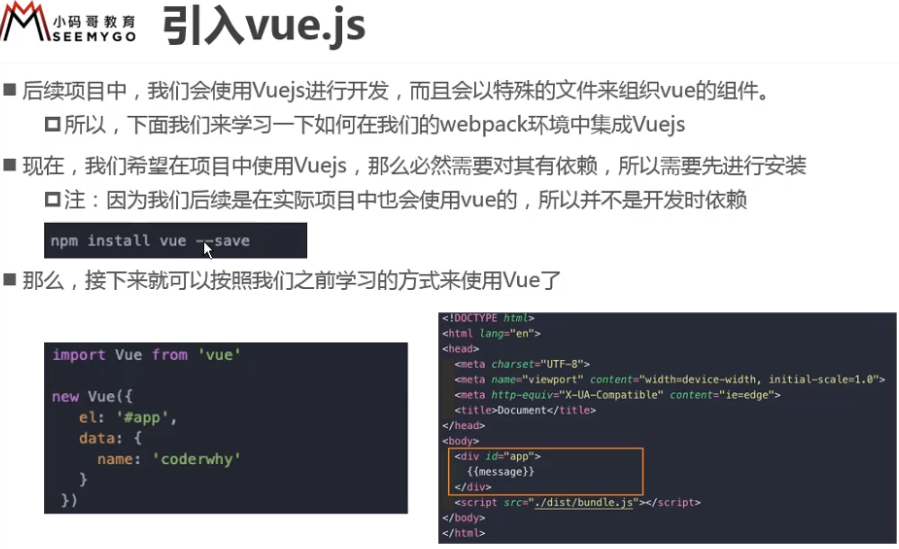 小码哥教育
SEEMYGO
引入vue.js
后续项目中，我们会使用Vuejs进行开发，而且会以特殊的文件来组织vue的组件。
所以，下面我们来学习一下如何在我们的webpack环境中集成Vuejs
现在，我们希望在项目中使用Vuejs，那么必然需要对其有依赖，所以需要先进行安装
注：因为我们后续是在实际项目中也会使用vue的，所以并不是开发时依赖
npm install vue --save
那么，接下来就可以按照我们之前学习的方式来使用Vue了
import Vue from 'vue'
new Vue({
el: '#app',
data: {
name: 'coderwhy'
}
})
<!DOCTYPE html>
<html lang="en">
<head>
<meta charset="UTF-8">
<meta name="viewport" content="width=device-width, initial-scale=1.0">
<meta http-equiv="X-UA-Compatible" content="ie=edge">
<title>Document</title>
</head>
<body>
<div id="app">
{{message}}
</div>
<script src="./dist/bundle.js"></script>
</body>
</html>